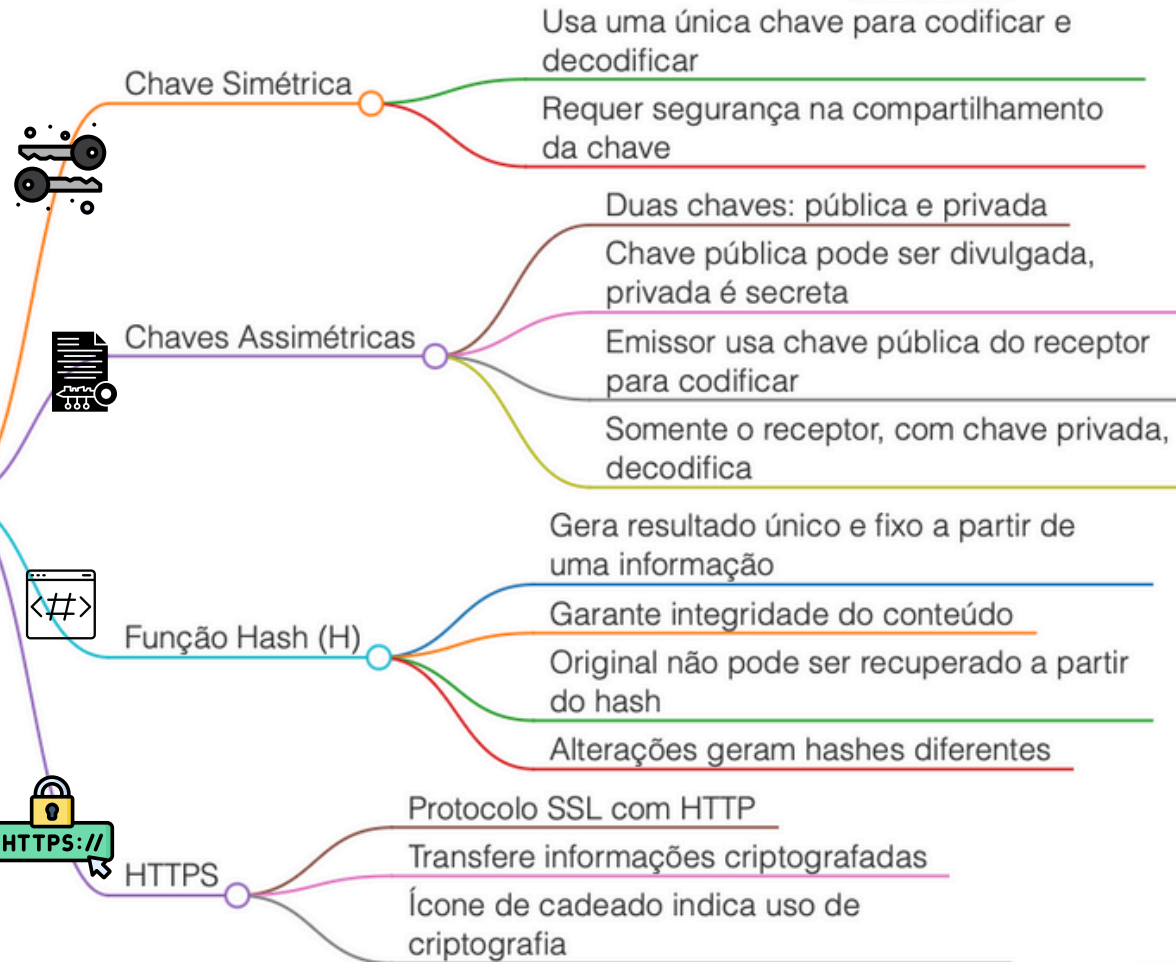 Usa uma única chave para codificar e
decodificar
Chave Simétrica
Requer segurança na compartilhamento
da chave
Duas chaves: pública e privada
Chave pública pode ser divulgada,
privada é secreta
Chaves Assimétricas
Emissor usa chave pública do receptor
para codificar
Somente o receptor, com chave privada,
decodifica
Gera resultado único e fixo a partir de
uma informação
<#>
Garante integridade do conteúdo
Função Hash (H)
Original não pode ser recuperado a partir
do hash
Alterações geram hashes diferentes
Protocolo SSL com HTTP
HTTPS://
Transfere informações criptografadas
HTTPS
Ícone de cadeado indica uso de
criptografia